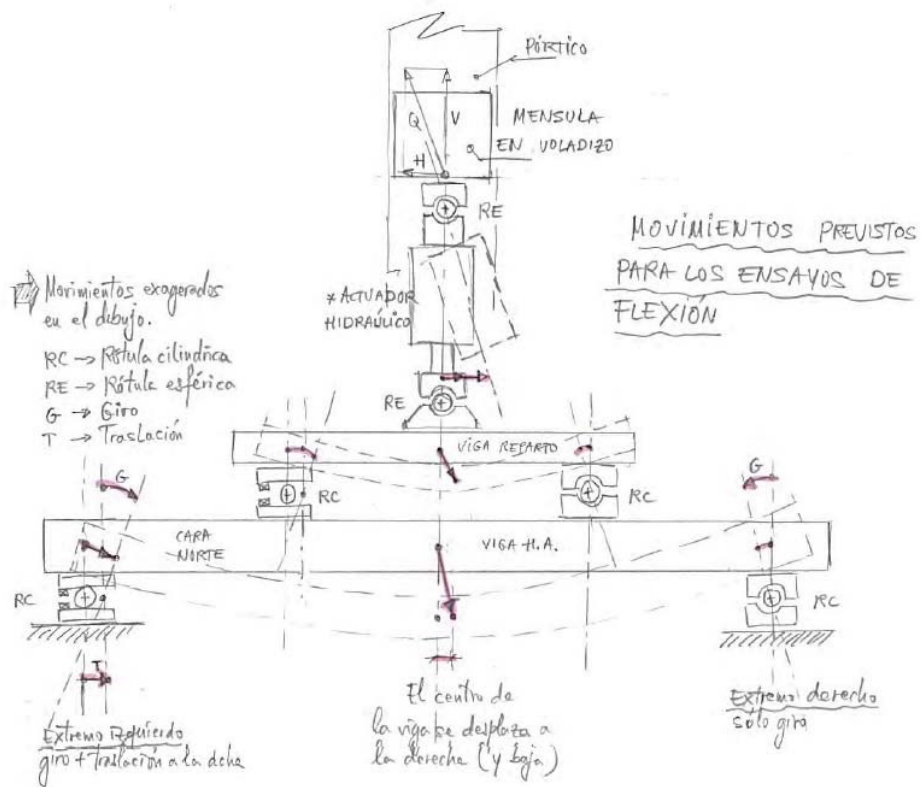 PÓRTICO
MENSULA
EN VOLADIZO
Q
V
H
RE
MOVIMIENTOS PREVISTOS
PARA LOS ENSAYOS DE
FLEXIÓN
Movimientos exagerados
en el dibujo.
RC → Rótula cilíndrica
RE → Rótula esférica
G → Giro
T → Traslación
* ACTUADOR
HIDRAÚLICO
RE
VIGA REPARTO
G
RC
RC
G
CARA
NORTE
VIGA H.A.
RC
RC
T
Extremo izquierdo
giro + traslación a la dcha
El centro de
la viga se desplaza a
la derecha (y baja)
Extremo derecho
sólo giro